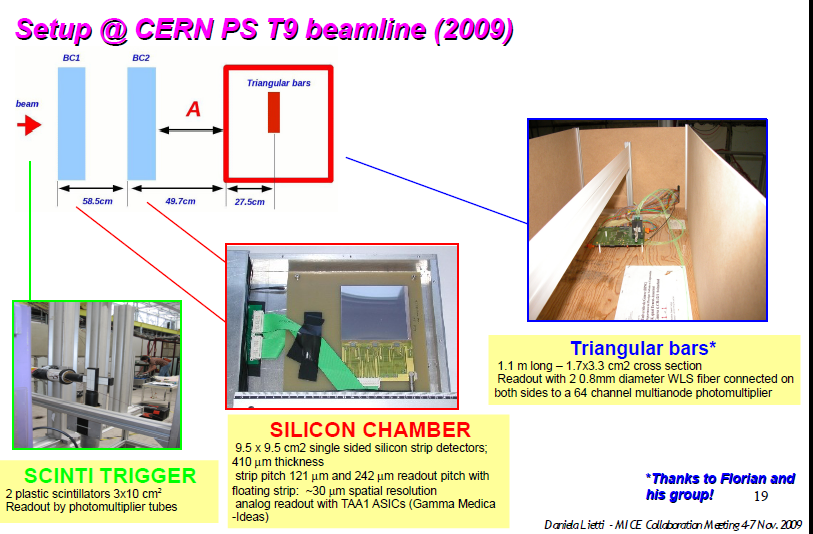 Setup @ CERN PS T9 beamline (2009)
BC1
BC2
Triangular bars
beam
A
58.5cm
49.7cm
27.5cm
Triangular bars*
1.1 m long – 1.7x3.3 cm2 cross section
Readout with 2 0.8mm diameter WLS fiber connected on
both sides to a 64 channel multianode photomultiplier
SILICON CHAMBER
9.5 x 9.5 cm2 single sided silicon strip detectors;
410 µm thickness
strip pitch 121 µm and 242 µm readout pitch with
floating strip: ~30 µm spatial resolution
analog readout with TAA1 ASICs (Gamma Medica
-Ideas)
SCINTI TRIGGER
2 plastic scintillators 3x10 cm²
Readout by photomultiplier tubes
*Thanks to Florian and
his group!
19
Daniela Lietti - MICE Collaboration Meeting 4-7 Nov. 2009